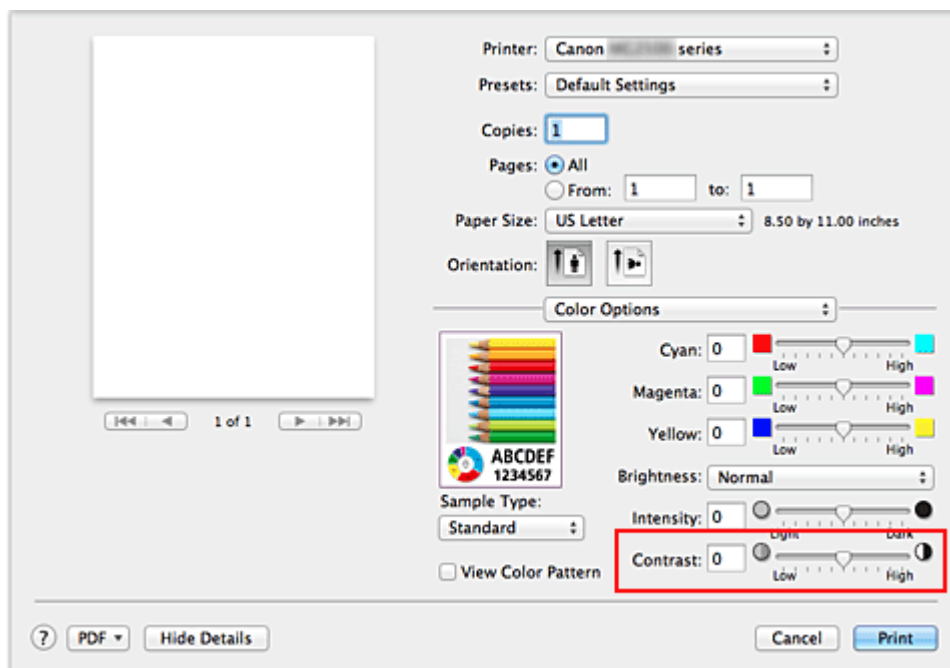 Printer: Canon series
Presets: Default Settings
Copies: 1
Pages: All
From: 1 to: 1
Paper Size: US Letter 8.50 by 11.00 inches
Orientation:
Color Options
Cyan: 0
Low High
Magenta: 0
Low High
Yellow: 0
Low High
1 of 1
ABCDEF
1234567
Brightness: Normal
Sample Type:
Standard
Intensity: 0
Light Dark
Contrast: 0
Low High
View Color Pattern
? PDF Hide Details Cancel Print